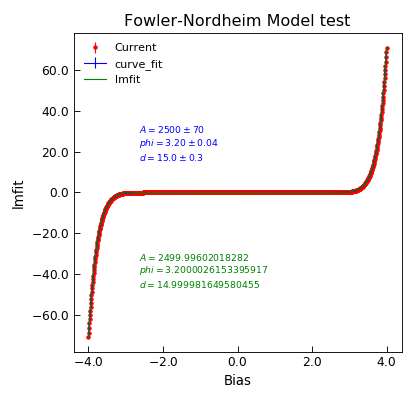 Fowler-Nordheim Model test
Current
curve_fit
lmfit
60.0
40.0
20.0
0.0
−20.0
−40.0
−60.0
lmfit
A = 2500 ± 70
phi = 3.20 ± 0.04
d = 15.0 ± 0.3
A = 2499.99602018282
phi = 3.2000026153395917
d = 14.999981649580455
−4.0 −2.0 0.0 2.0 4.0
Bias